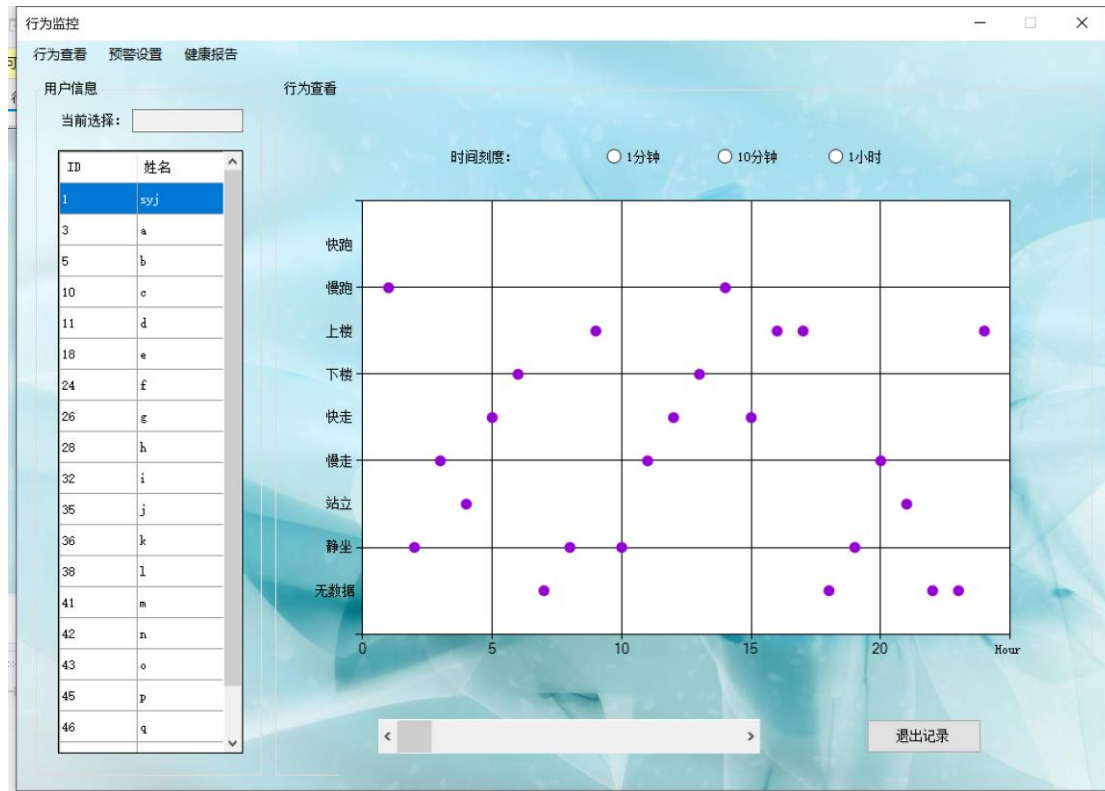 行为监控
行为查看 预警设置 健康报告
用户信息
当前选择：
ID 姓名
1 syj
3 a
5 b
10 c
11 d
18 e
24 f
26 g
28 h
32 i
35 j
36 k
38 l
41 m
42 n
43 o
45 p
46 q
行为查看
时间刻度： 1分钟 10分钟 1小时
快跑
慢跑
上楼
下楼
快走
慢走
站立
静坐
无数据
0 5 10 15 20 Hour
退出记录